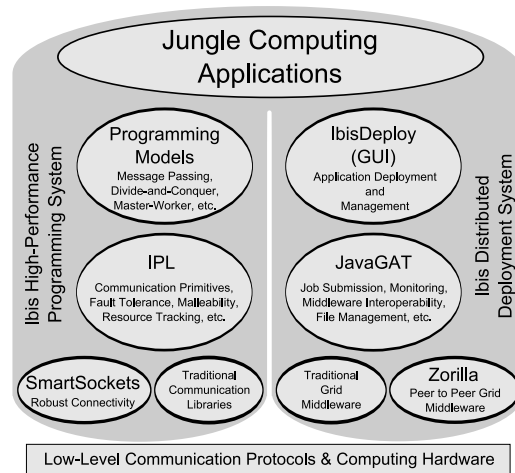 Jungle Computing
Applications
Ibis High-Performance
Programming System
Programming
Models
Message Passing,
Divide-and-Conquer,
Master-Worker, etc.
IPL
Communication Primitives,
Fault Tolerance, Malleability,
Resource Tracking, etc.
SmartSockets
Robust Connectivity
Traditional
Communication
Libraries
IbisDeploy
(GUI)
Application Deployment
and
Management
JavaGAT
Job Submission, Monitoring,
Middleware Interoperability,
File Management, etc.
Traditional
Grid
Middleware
Zorilla
Peer to Peer Grid
Middleware
Ibis Distributed
Deployment System
Low-Level Communication Protocols & Computing Hardware